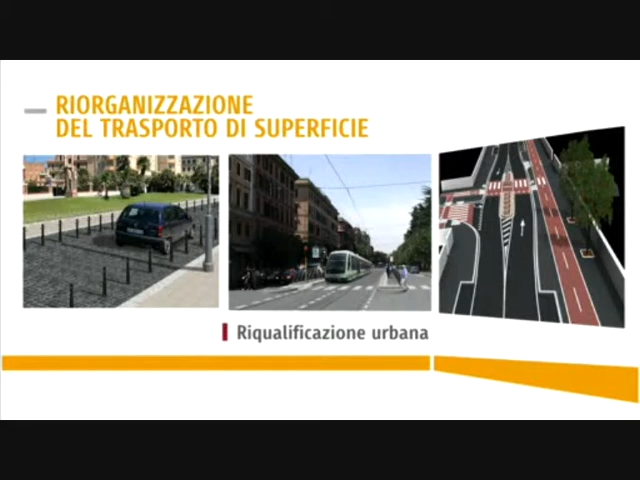 RIORGANIZZAZIONE
DEL TRASPORTO DI SUPERFICIE
Riqualificazione urbana